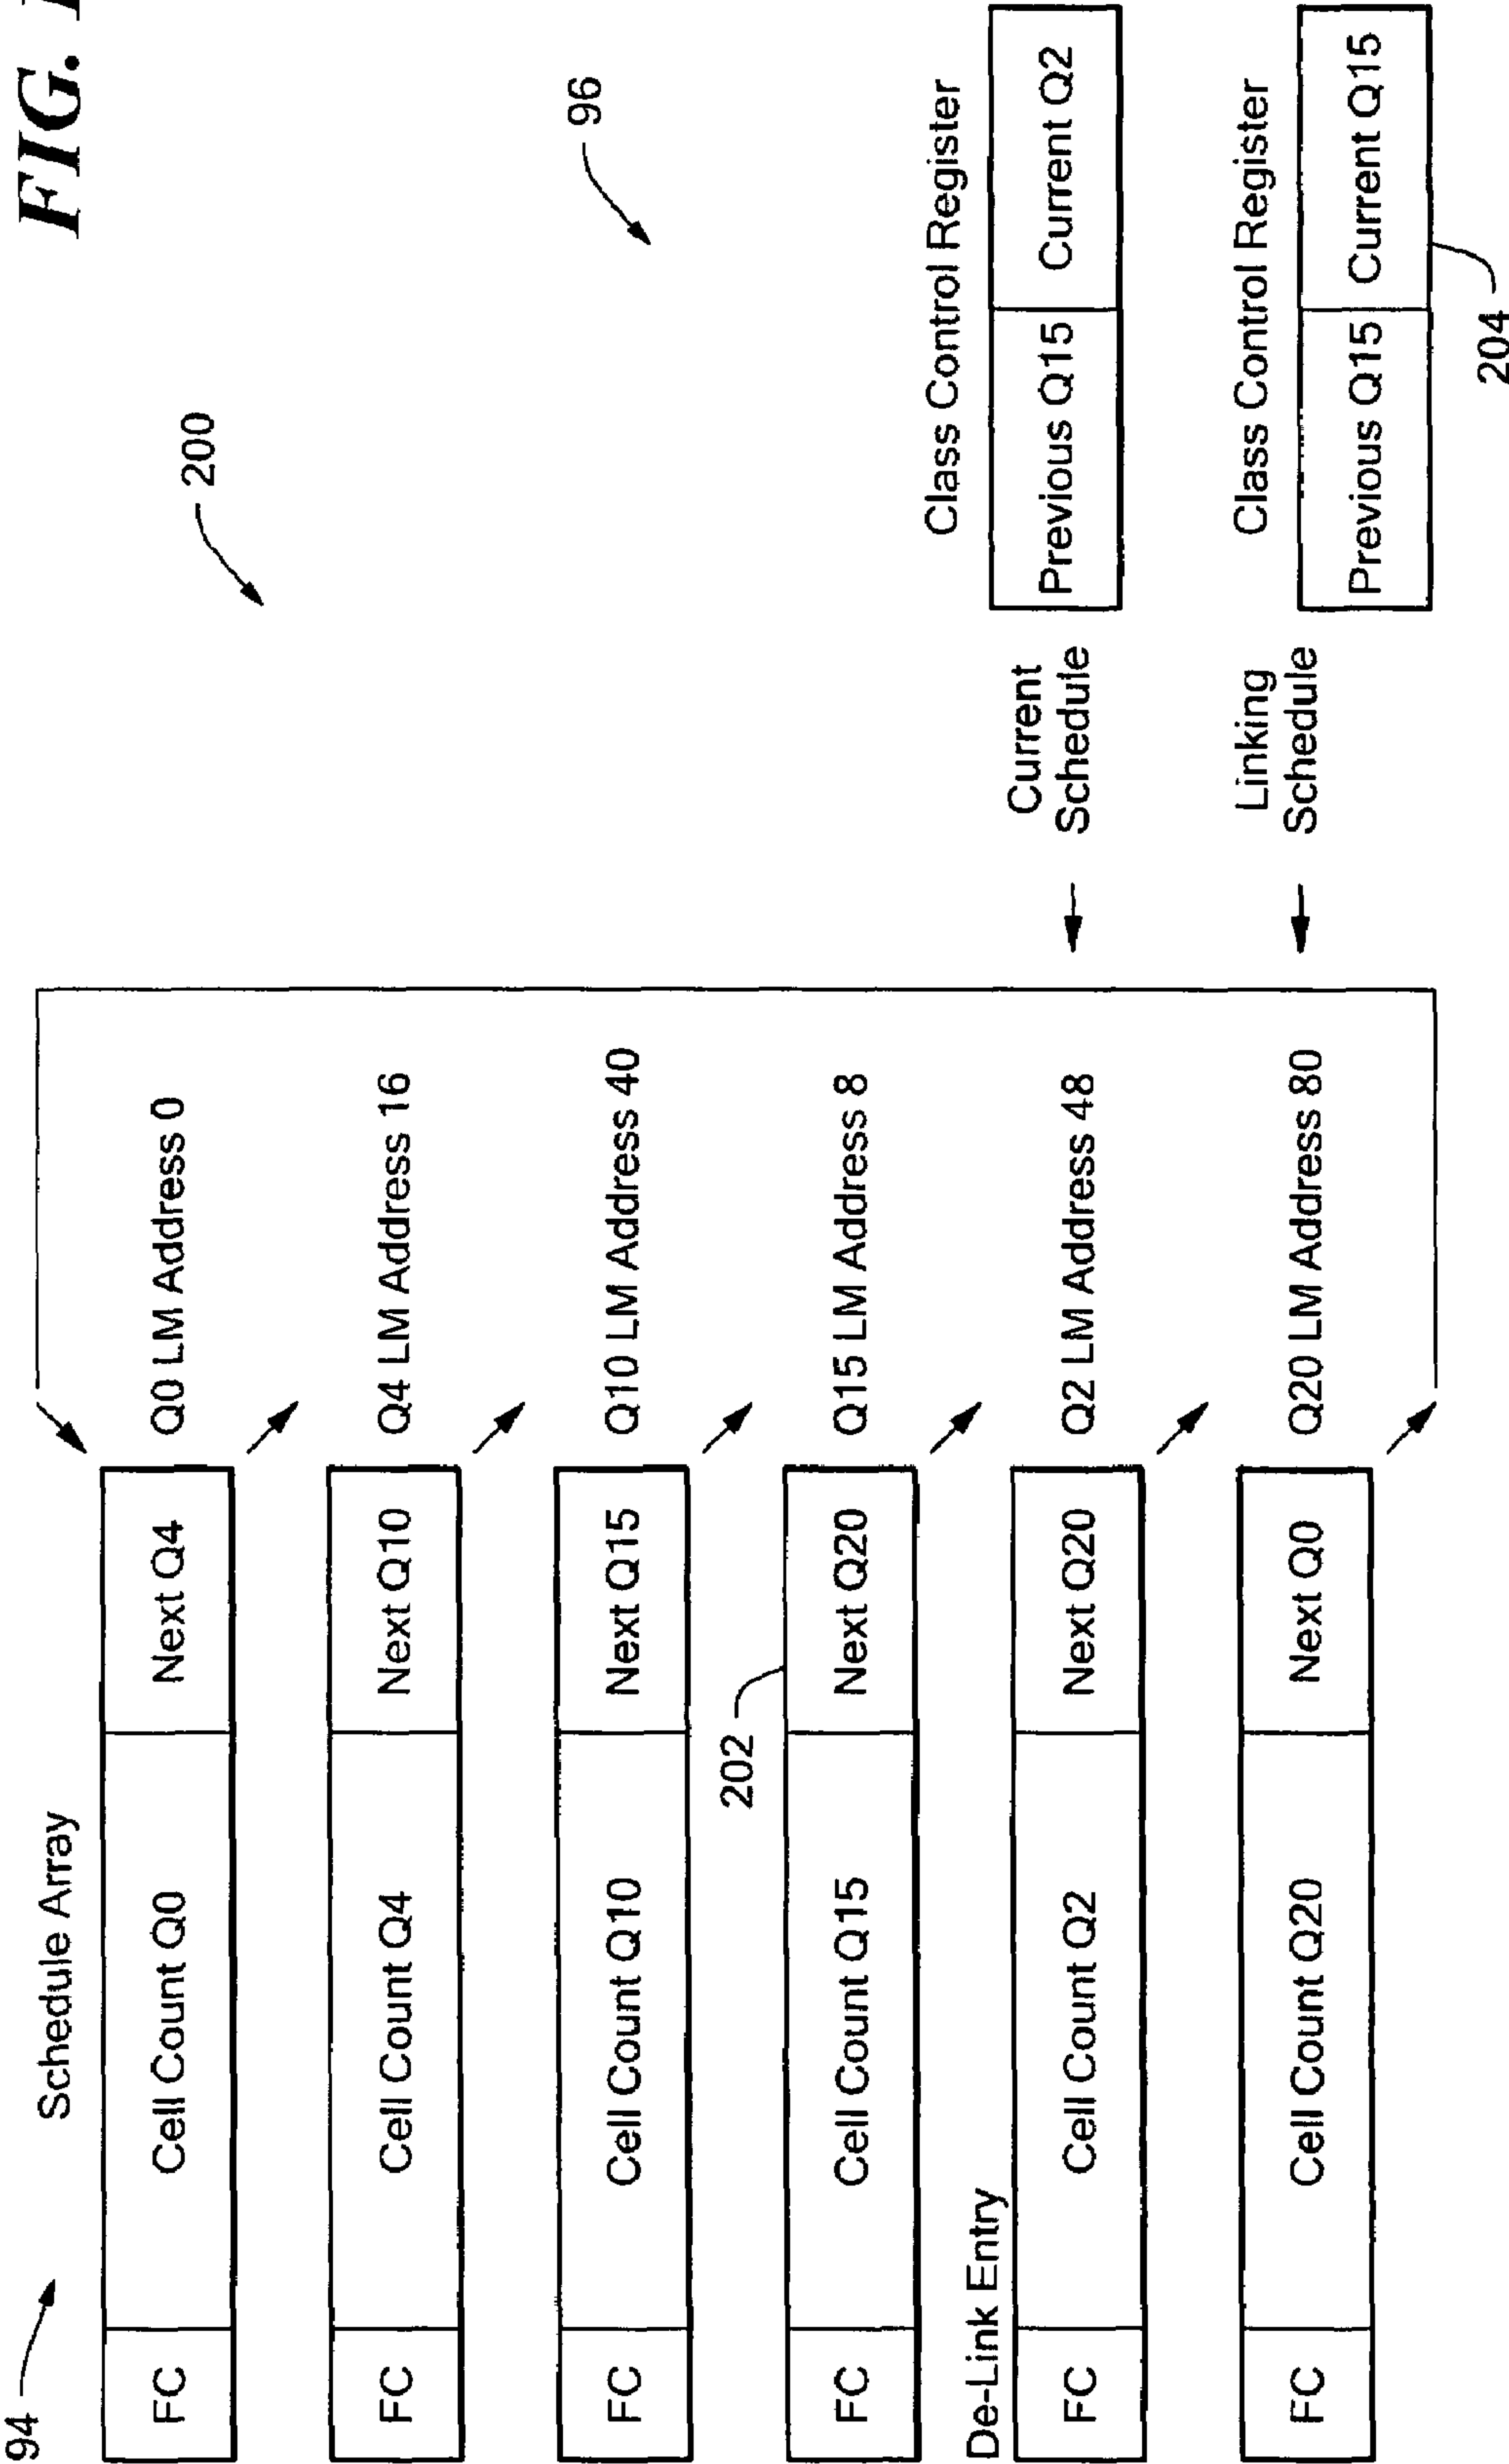 FIG.
94
Schedule Array
200
FC
Cell Count Q0
Next Q4
Q0 LM Address 0
FC
Cell Count Q4
Next Q10
Q4 LM Address 16
96
FC
Cell Count Q10
Next Q15
Q10 LM Address 40
202
FC
Cell Count Q15
Next Q20
Q15 LM Address 8
Class Control Register
De-Link Entry
FC
Cell Count Q2
Next Q20
Q2 LM Address 48
Current
Schedule
Previous Q15
Current Q2
Class Control Register
FC
Cell Count Q20
Next Q0
Q20 LM Address 80
Linking
Schedule
Previous Q15
Current Q15
204